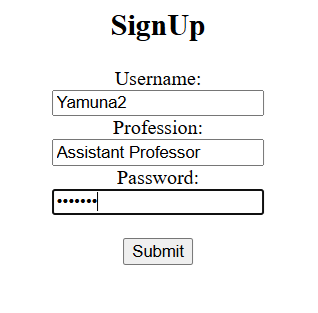 SignUp
Username:
Yamuna2
Profession:
Assistant Professor
Password:
•••••••
Submit